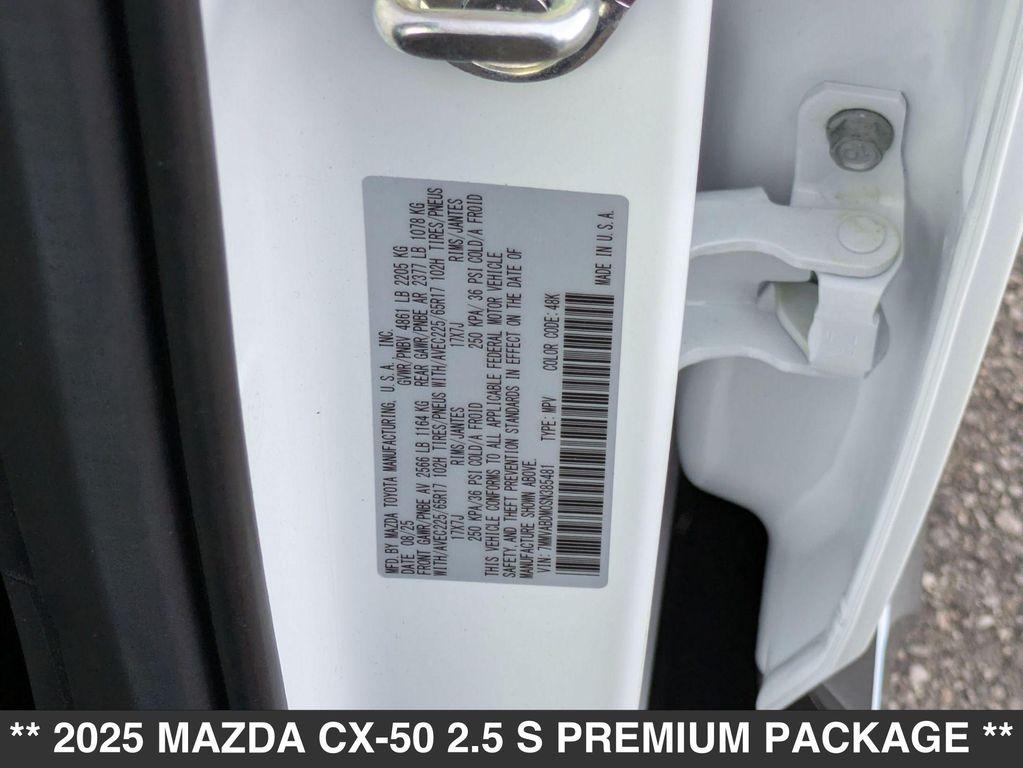 MFD.BY MAZDA TOYOTA MANUFACTURING, U.S.A., INC.
DATE 08/25 GVWR/PNBV 4861 LB 2205 KG
FRONT GAWR/PNBE AV 2566 LB 1164 KG REAR GAWR/PNBE AR 2377 LB 1078 KG
WITH/AVEC225/65R17 102H TIRES/PNEUS WITH/AVEC225/65R17 102H TIRES/PNEUS
17X7J RIMS/JANTES 17X7J RIMS/JANTES
250 KPA/36 PSI COLD/A FROID 250 KPA/36 PSI COLD/A FROID
THIS VEHICLE CONFORMS TO ALL APPLICABLE FEDERAL MOTOR VEHICLE
SAFETY, AND THEFT PREVENTION STANDARDS IN EFFECT ON THE DATE OF
MANUFACTURE SHOWN ABOVE.
VIN: TYPE: MPV COLOR CODE: 48K
MADE IN U.S.A.
** 2025 MAZDA CX-50 2.5 S PREMIUM PACKAGE **